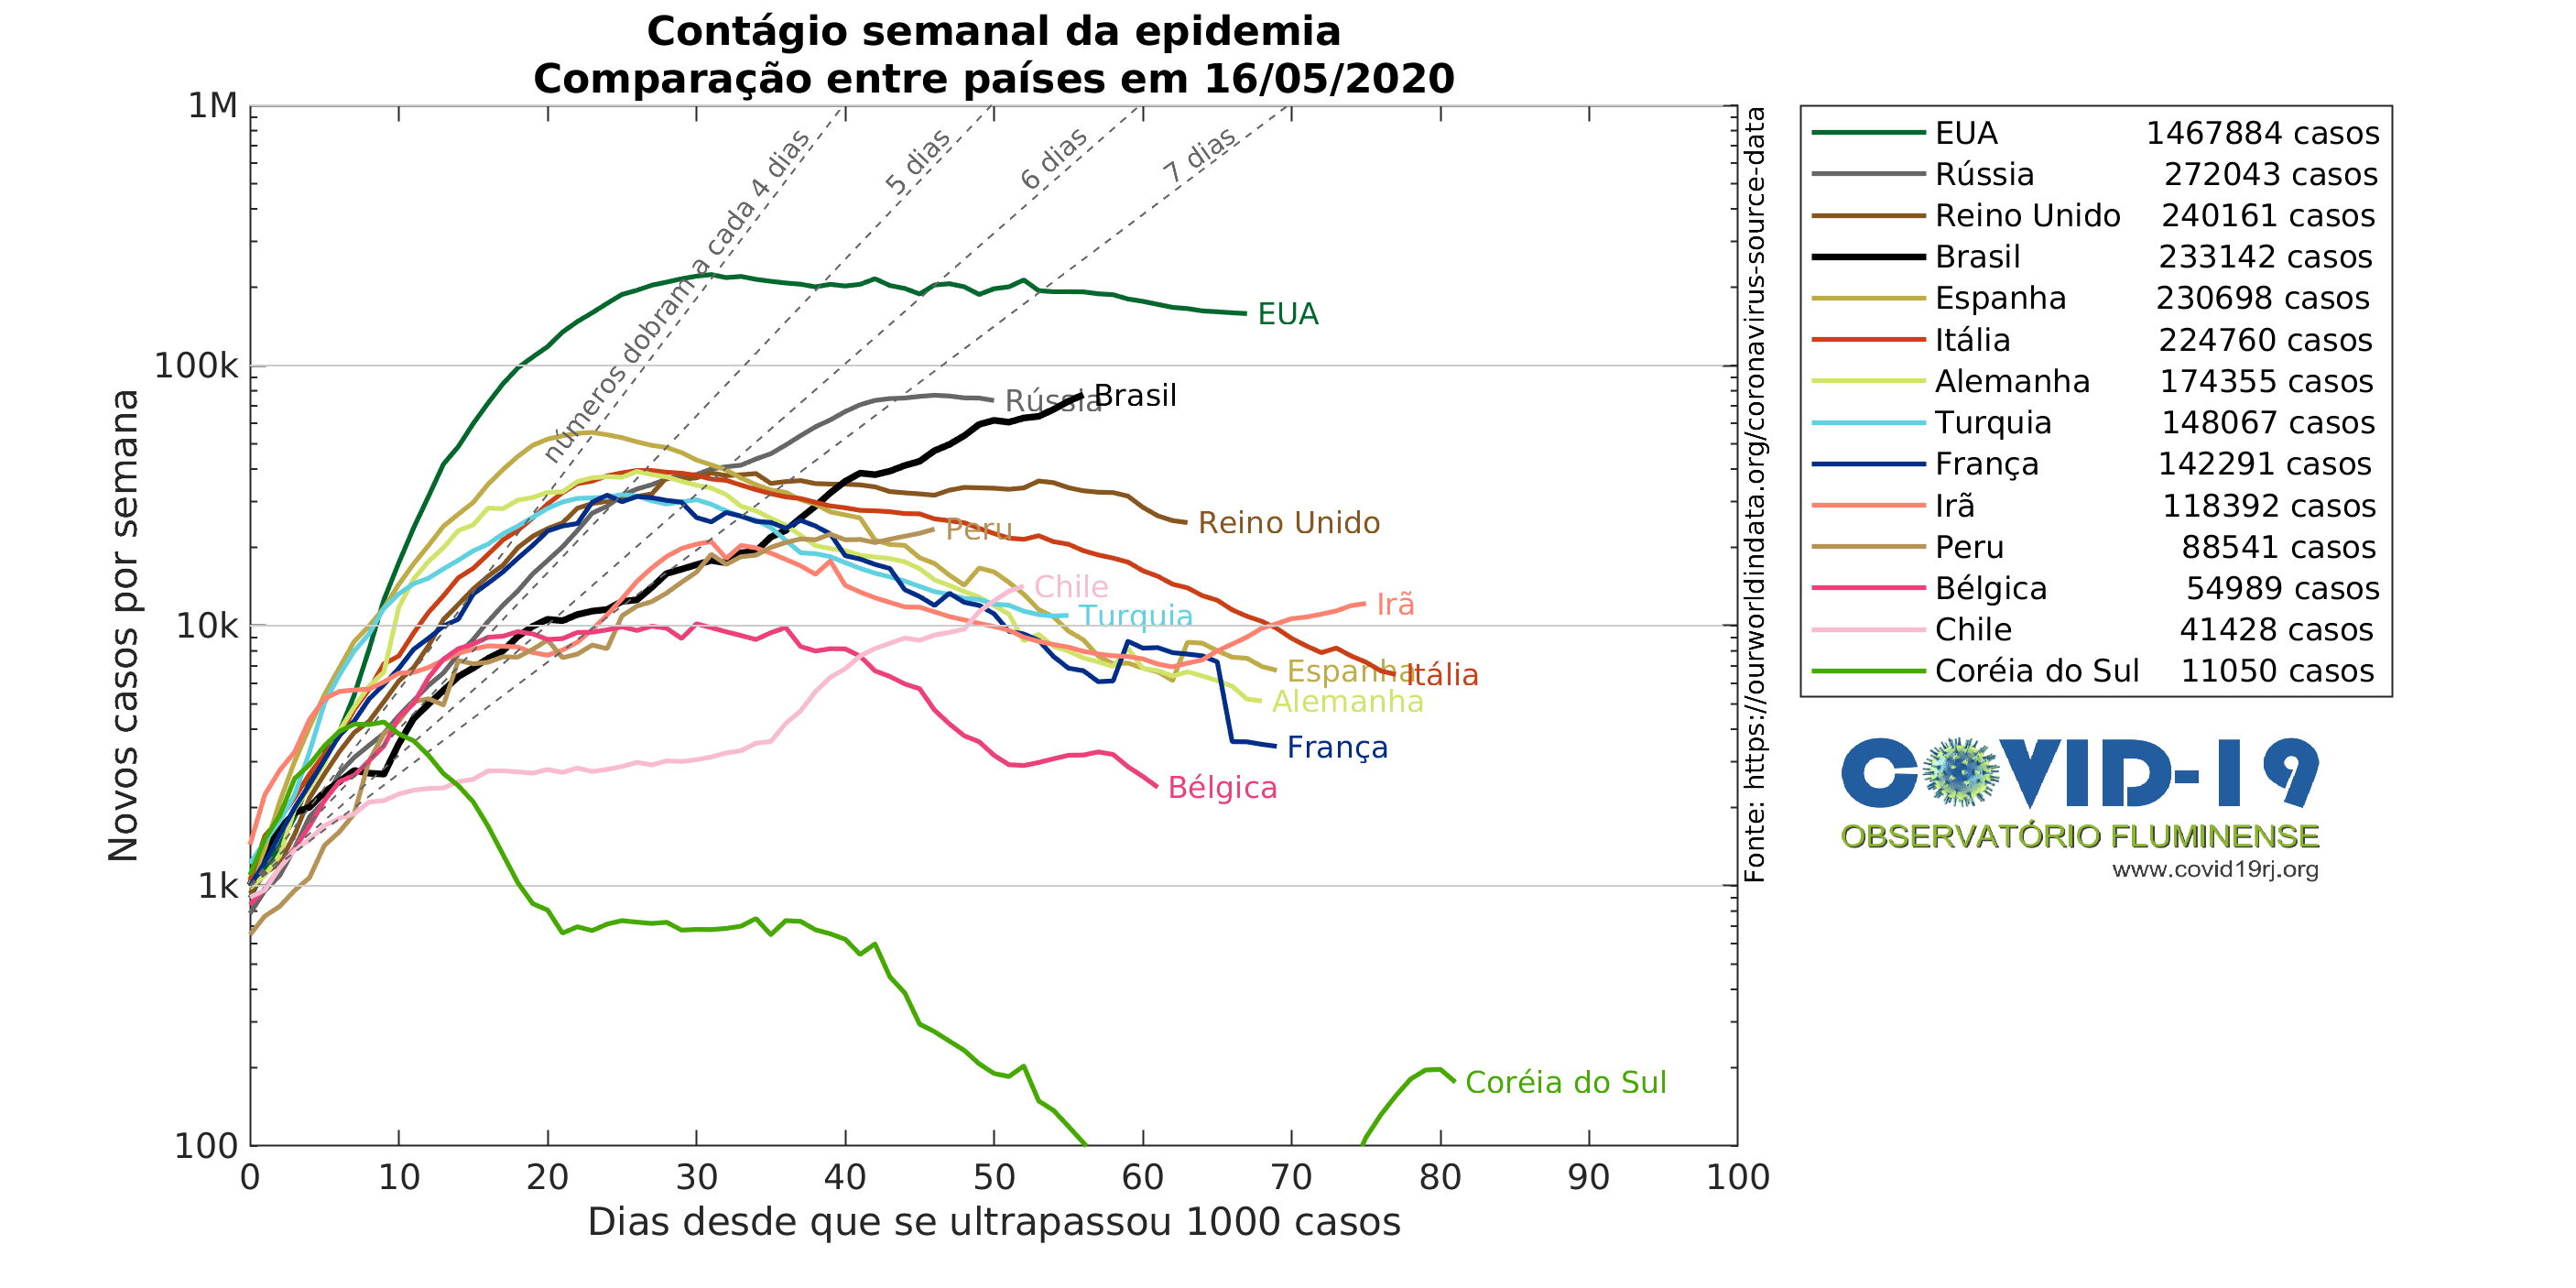 Contágio semanal da epidemia
Comparação entre países em 16/05/2020
Novos casos por semana
1M
100k
10k
1k
100
0 10 20 30 40 50 60 70 80 90 100
Dias desde que se ultrapassou 1000 casos
números dobram a cada 4 dias
5 dias
6 dias
7 dias
EUA
Rússia
Brasil
Reino Unido
Peru
Chile
Turquia
Irã
Espanha
Itália
Alemanha
França
Bélgica
Coréia do Sul
Fonte: https://ourworldindata.org/coronavirus-source-data
EUA 1467884 casos
Rússia 272043 casos
Reino Unido 240161 casos
Brasil 233142 casos
Espanha 230698 casos
Itália 224760 casos
Alemanha 174355 casos
Turquia 148067 casos
França 142291 casos
Irã 118392 casos
Peru 88541 casos
Bélgica 54989 casos
Chile 41428 casos
Coréia do Sul 11050 casos
COVID-19
OBSERVATÓRIO FLUMINENSE
www.covid19rj.org